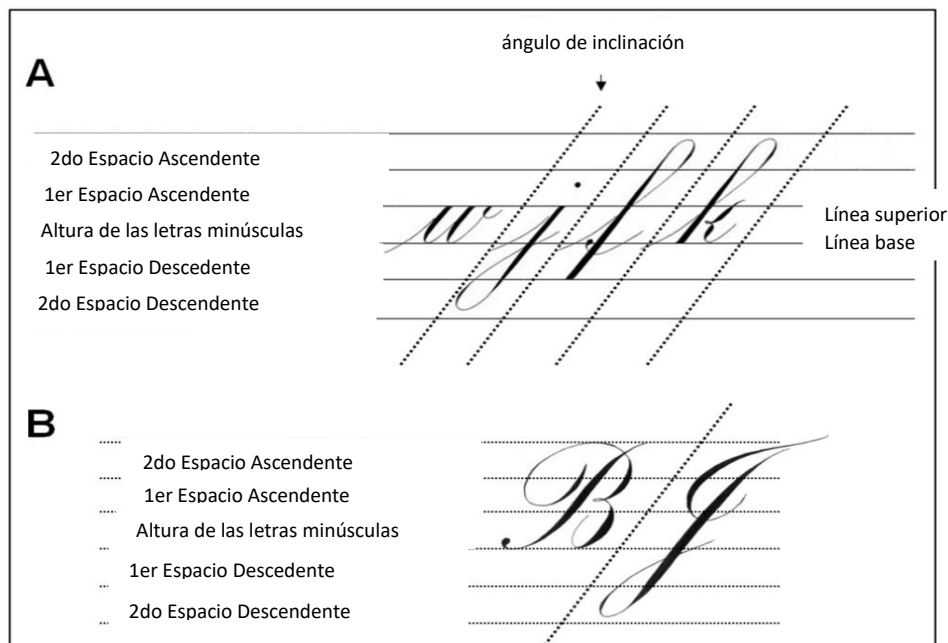 ángulo de inclinación
A
2do Espacio Ascendente
1er Espacio Ascendente
Altura de las letras minúsculas
1er Espacio Descedente
2do Espacio Descendente
w j f k
Línea superior
Línea base
B
2do Espacio Ascendente
1er Espacio Ascendente
Altura de las letras minúsculas
1er Espacio Descedente
2do Espacio Descendente
B J